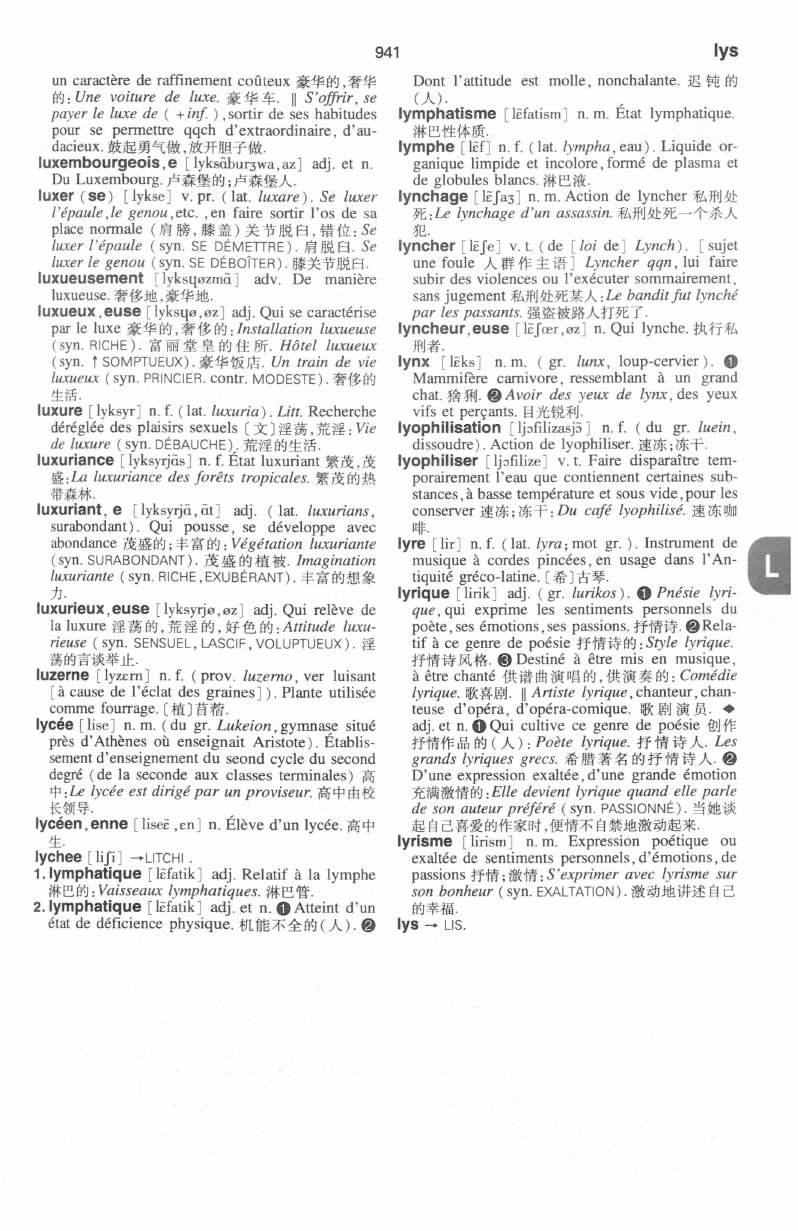 941
lys
un caractère de raffinement coûteux 豪华的,奢华
的: Une voiture de luxe. 豪华车. ‖ S'offrir, se
payer le luxe de ( +inf. ) ,sortir de ses habitudes
pour se permettre qqch d'extraordinaire, d'au-
dacieux. 鼓起勇气做,放开胆子做.
luxembourgeois, e [ lyksɑ̃burʒwa,az] adj. et n.
Du Luxembourg. 卢森堡的;卢森堡人.
luxer (se) [ lykse] v. pr. ( lat. luxare). Se luxer
l'épaule,le genou,etc. ,en faire sortir l'os de sa
place normale (肩膀,膝盖) 关节脱臼,错位: Se
luxer l'épaule ( syn. SE DÉMETTRE). 肩脱臼. Se
luxer le genou (syn. SE DÉBOÎTER). 膝关节脱臼.
luxueusement [ lyksɥøzmɑ̃ ] adv. De manière
luxueuse. 奢侈地,豪华地.
luxueux ,euse [ lyksɥø,øz] adj. Qui se caractérise
par le luxe 豪华的,奢侈的: Installation luxueuse
(syn. RICHE). 富丽堂皇的住所. Hôtel luxueux
(syn. ↑ SOMPTUEUX). 豪华饭店. Un train de vie
luxueux ( syn. PRINCIER. contr. MODESTE). 奢侈的
生活.
luxure [ lyksyr] n. f. ( lat. luxuria). Litt. Recherche
déréglée des plaisirs sexuels 〔文〕淫荡,荒淫: Vie
de luxure ( syn. DÉBAUCHE). 荒淫的生活.
luxuriance [ lyksyrjɑ̃s] n. f. État luxuriant 繁茂,茂
盛: La luxuriance des forêts tropicales. 繁茂的热
带森林.
luxuriant, e [ lyksyrjɑ̃, ɑ̃t ] adj. ( lat. luxurians,
surabondant). Qui pousse, se développe avec
abondance 茂盛的;丰富的: Végétation luxuriante
(syn. SURABONDANT). 茂盛的植被. Imagination
luxuriante ( syn. RICHE ,EXUBÉRANT). 丰富的想象
力.
luxurieux,euse [ lyksyrjø,øz] adj. Qui relève de
la luxure 淫荡的,荒淫的,好色的: Attitude luxu-
rieuse ( syn. SENSUEL, LASCIF, VOLUPTUEUX). 淫
荡的言谈举止.
luzerne [ lyzɛrn] n. f. ( prov. luzerno, ver luisant
[ à cause de l'éclat des graines] ). Plante utilisée
comme fourrage. 〔植〕苜蓿.
lycée [ lise] n. m. ( du gr. Lukeion, gymnase situé
près d'Athènes où enseignait Aristote). Établis-
sement d'enseignement du seond cycle du second
degré (de la seconde aux classes terminales) 高
中:Le lycée est dirigé par un proviseur. 高中由校
长领导.
lycéen,enne [ liseɛ̃ ,ɛn] n. Élève d'un lycée. 高中
生.
lychee [ liʃi] →LITCHI .
1. lymphatique [ lɛ̃fatik ] adj. Relatif à la lymphe
淋巴的: Vaisseaux lymphatiques. 淋巴管.
2. lymphatique [ lɛ̃fatik] adj. et n. ❶ Atteint d'un
état de déficience physique. 机能不全的(人). ❷
Dont l'attitude est molle, nonchalante. 迟钝的
(人).
lymphatisme [ lɛ̃fatism] n. m. État lymphatique.
淋巴性体质.
lymphe [ lɛ̃f] n. f. ( lat. lympha, eau). Liquide or-
ganique limpide et incolore,formé de plasma et
de globules blancs. 淋巴液.
lynchage [ lɛ̃ʃaʒ] n. m. Action de lyncher 私刑处
死: Le lynchage d'un assassin. 私刑处死一个杀人
犯.
lyncher [ lɛ̃ʃe] v. t. ( de [ loi de] Lynch). [ sujet
une foule 人群作主语] Lyncher qqn, lui faire
subir des violences ou l'exécuter sommairement,
sans jugement 私刑处死某人: Le bandit fut lynché
par les passants. 强盗被路人打死了.
lyncheur,euse [ lɛ̃ʃœr,øz] n. Qui lynche. 执行私
刑者.
lynx [ lɛ̃ks] n. m. ( gr. lunx, loup-cervier). ❶
Mammifère carnivore, ressemblant à un grand
chat. 猞猁. ❷ Avoir des yeux de lynx, des yeux
vifs et perçants. 目光锐利.
lyophilisation [ ljɔfilizasjɔ̃ ] n. f. ( du gr. luein,
dissoudre). Action de lyophiliser. 速冻;冻干.
lyophiliser [ ljɔfilize] v. t. Faire disparaître tem-
porairement l'eau que contiennent certaines sub-
stances,à basse température et sous vide,pour les
conserver 速冻;冻干: Du café lyophilisé. 速冻咖
啡.
lyre [ lir] n. f. ( lat. lyra; mot gr. ). Instrument de
musique à cordes pincées, en usage dans l'An-
tiquité gréco-latine. 〔希〕古琴.
L
lyrique [ lirik] adj. ( gr. lurikos). ❶ Pnésie lyri-
que, qui exprime les sentiments personnels du
poète,ses émotions,ses passions. 抒情诗. ❷Rela-
tif à ce genre de poésie 抒情诗的: Style lyrique.
抒情诗风格. ❸ Destiné à être mis en musique,
à être chanté 供谱曲演唱的,供演奏的: Comédie
lyrique. 歌喜剧. ‖ Artiste lyrique,chanteur,chan-
teuse d'opéra, d'opéra-comique. 歌剧演员. ◆
adj. et n. ❶ Qui cultive ce genre de poésie 创作
抒情作品的(人): Poète lyrique. 抒情诗人. Les
grands lyriques grecs. 希腊著名的抒情诗人. ❷
D'une expression exaltée,d'une grande émotion
充满激情的:Elle devient lyrique quand elle parle
de son auteur préféré ( syn. PASSIONNÉ). 当她谈
起自己喜爱的作家时,便情不自禁地激动起来.
lyrisme [ lirism] n. m. Expression poétique ou
exaltée de sentiments personnels,d'émotions,de
passions 抒情;激情: S'exprimer avec lyrisme sur
son bonheur ( syn. EXALTATION). 激动地讲述自己
的幸福.
lys → LIS.